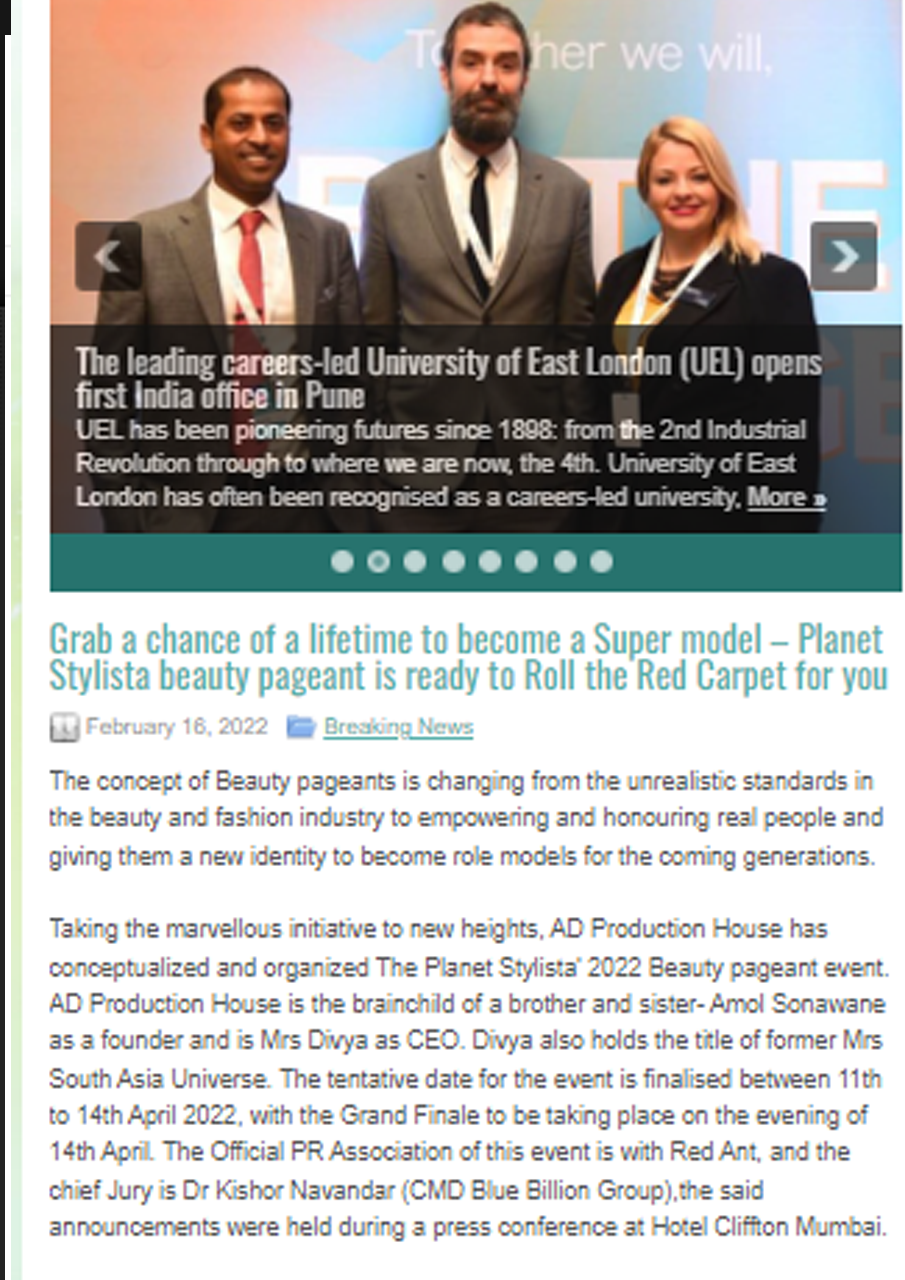 Together we will,
The leading careers-led University of East London (UEL) opens
first India office in Pune
UEL has been pioneering futures since 1898: from the 2nd Industrial
Revolution through to where we are now, the 4th. University of East
London has often been recognised as a careers-led university, More »
Grab a chance of a lifetime to become a Super model – Planet
Stylista beauty pageant is ready to Roll the Red Carpet for you
February 16, 2022 Breaking News
The concept of Beauty pageants is changing from the unrealistic standards in
the beauty and fashion industry to empowering and honouring real people and
giving them a new identity to become role models for the coming generations.
Taking the marvellous initiative to new heights, AD Production House has
conceptualized and organized The Planet Stylista' 2022 Beauty pageant event.
AD Production House is the brainchild of a brother and sister- Amol Sonawane
as a founder and is Mrs Divya as CEO. Divya also holds the title of former Mrs
South Asia Universe. The tentative date for the event is finalised between 11th
to 14th April 2022, with the Grand Finale to be taking place on the evening of
14th April. The Official PR Association of this event is with Red Ant, and the
chief Jury is Dr Kishor Navandar (CMD Blue Billion Group),the said
announcements were held during a press conference at Hotel Cliffton Mumbai.